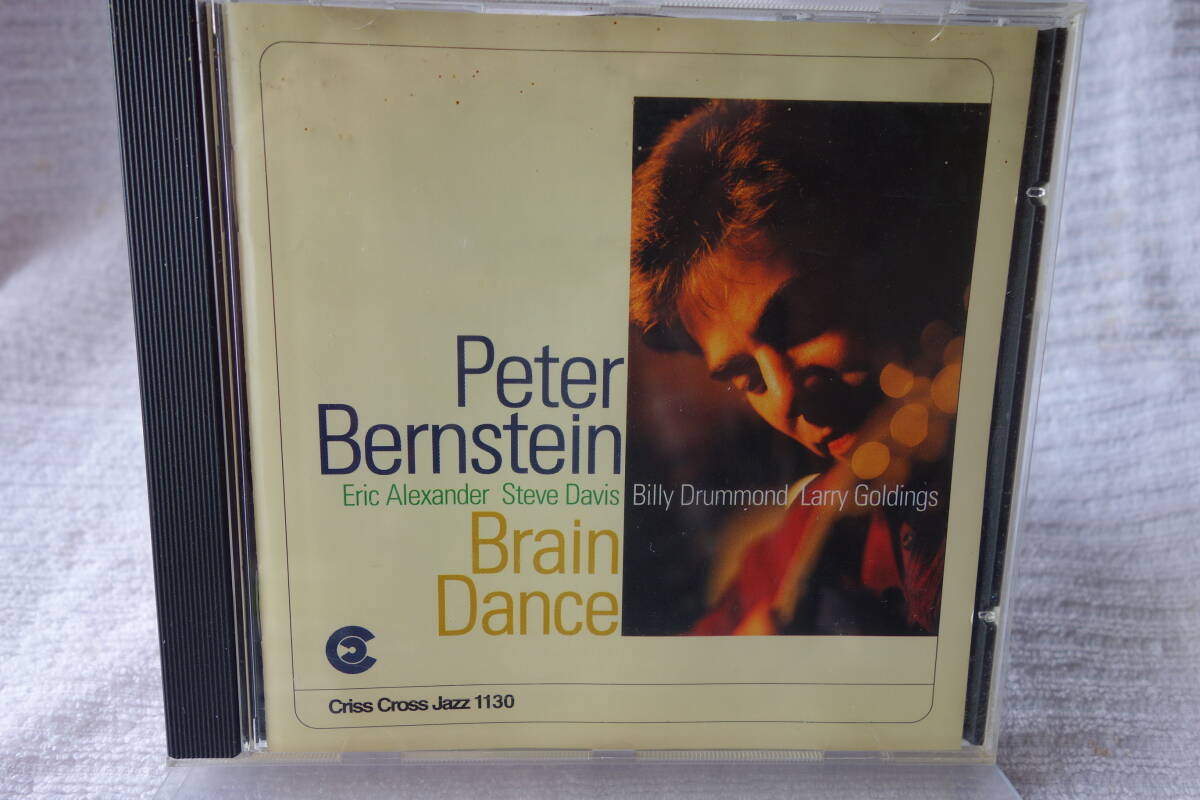 Peter
Bernstein
Eric Alexander Steve Davis Billy Drummond Larry Goldings
Brain
Dance
Criss Cross Jazz 1130